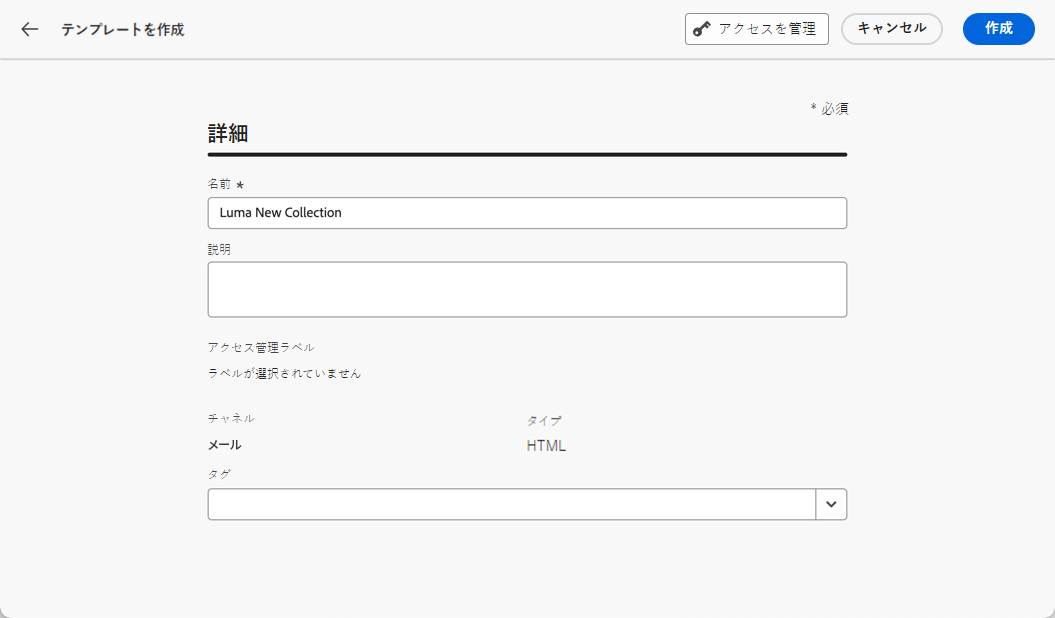 テンプレートを作成
アクセスを管理
キャンセル
作成
* 必須
詳細
名前 *
Luma New Collection
説明
アクセス管理ラベル
ラベルが選択されていません
チャネル
タイプ
メール
HTML
タグ